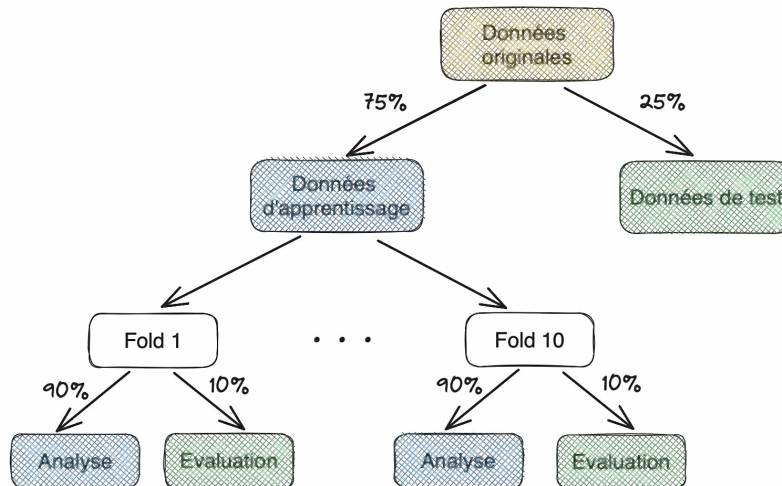 Données
originales
75%
25%
Données
d'apprentissage
Données de test
Fold 1
. . .
Fold 10
90%
10%
90%
10%
Analyse
Evaluation
Analyse
Evaluation